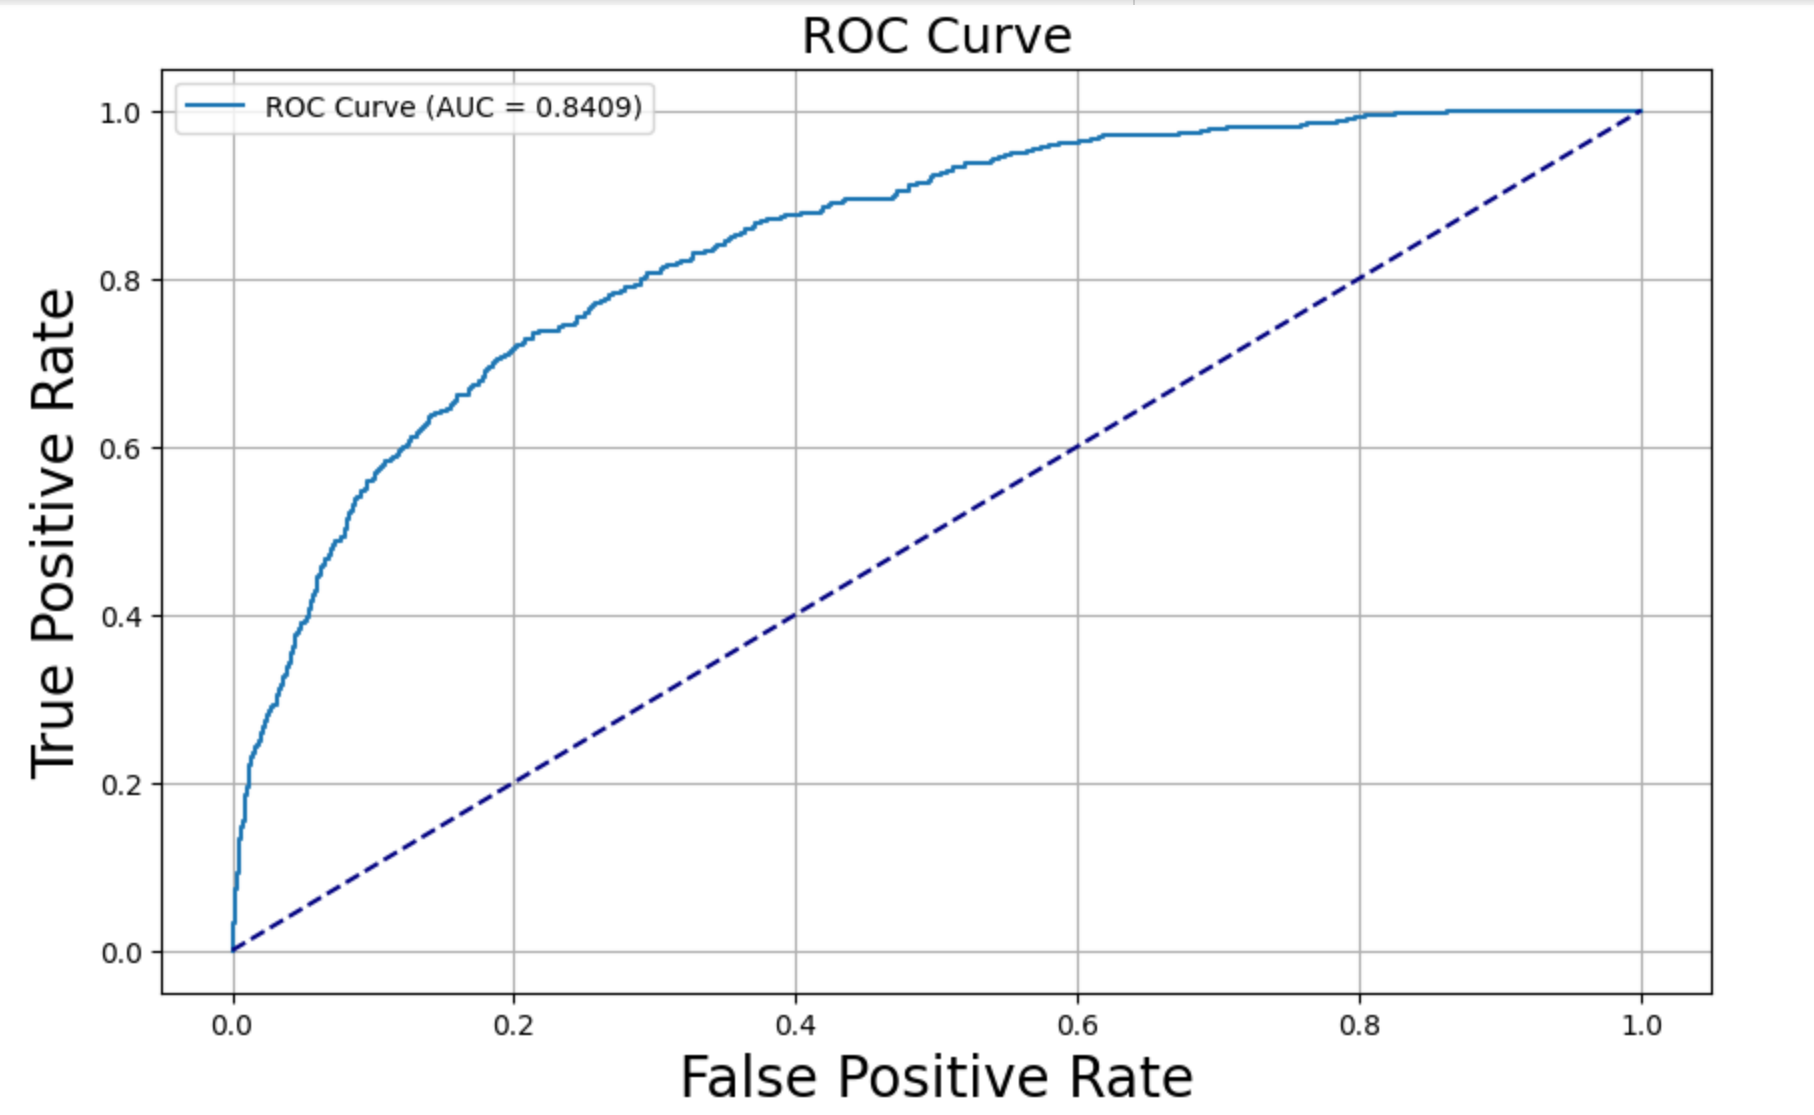 ROC Curve
ROC Curve (AUC = 0.8409)
True Positive Rate
1.0
0.8
0.6
0.4
0.2
0.0
0.0 0.2 0.4 0.6 0.8 1.0
False Positive Rate